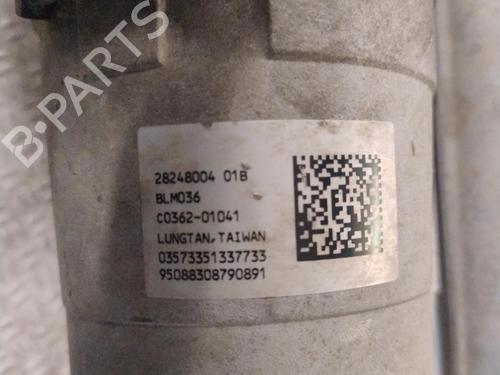 B-PARTS
28248004 01B
BLM036
C0362-01041
LUNGTAN, TAIWAN
03573351337733
95088308790891